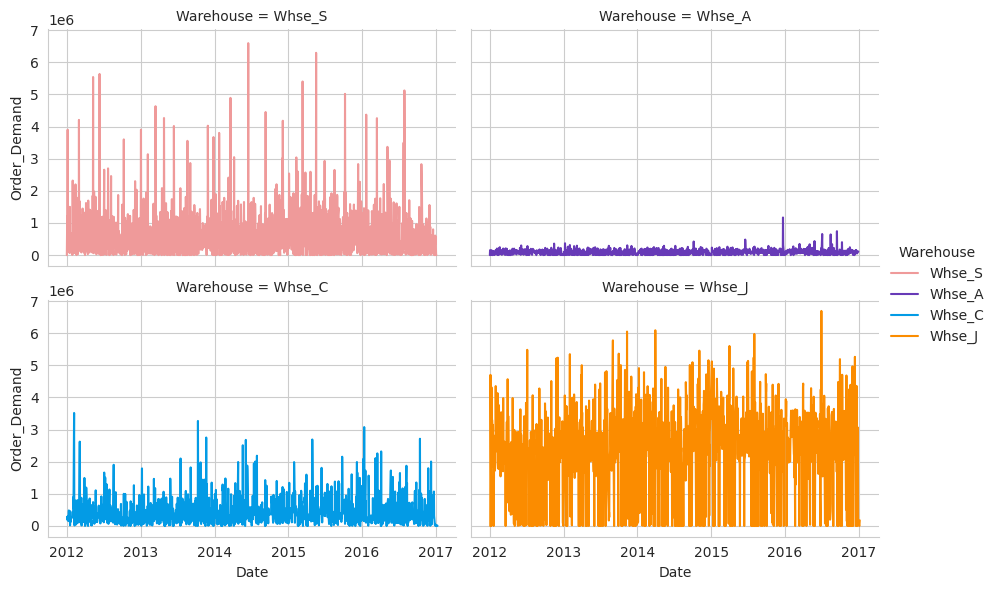 Warehouse = Whse_S
Warehouse = Whse_A
1e6
7
6
5
4
3
2
1
0
Order_Demand
Warehouse
Whse_S
Whse_A
Whse_C
Whse_J
Warehouse = Whse_C
Warehouse = Whse_J
1e6
7
6
5
4
3
2
1
0
Order_Demand
2012 2013 2014 2015 2016 2017
2012 2013 2014 2015 2016 2017
Date
Date